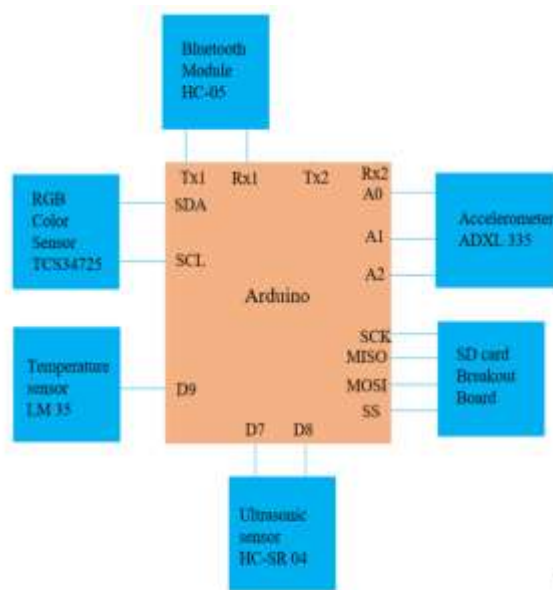 Bluetooth
Module
HC-05
Tx1 Rx1 Tx2 Rx2
RGB
Color
Sensor
TCS34725
SDA
SCL
A0
A1
A2
Accelerometer
ADXL 335
Arduino
Temperature
sensor
LM 35
D9
SCK
MISO
MOSI
SS
SD card
Breakout
Board
D7 D8
Ultrasonic
sensor
HC-SR 04